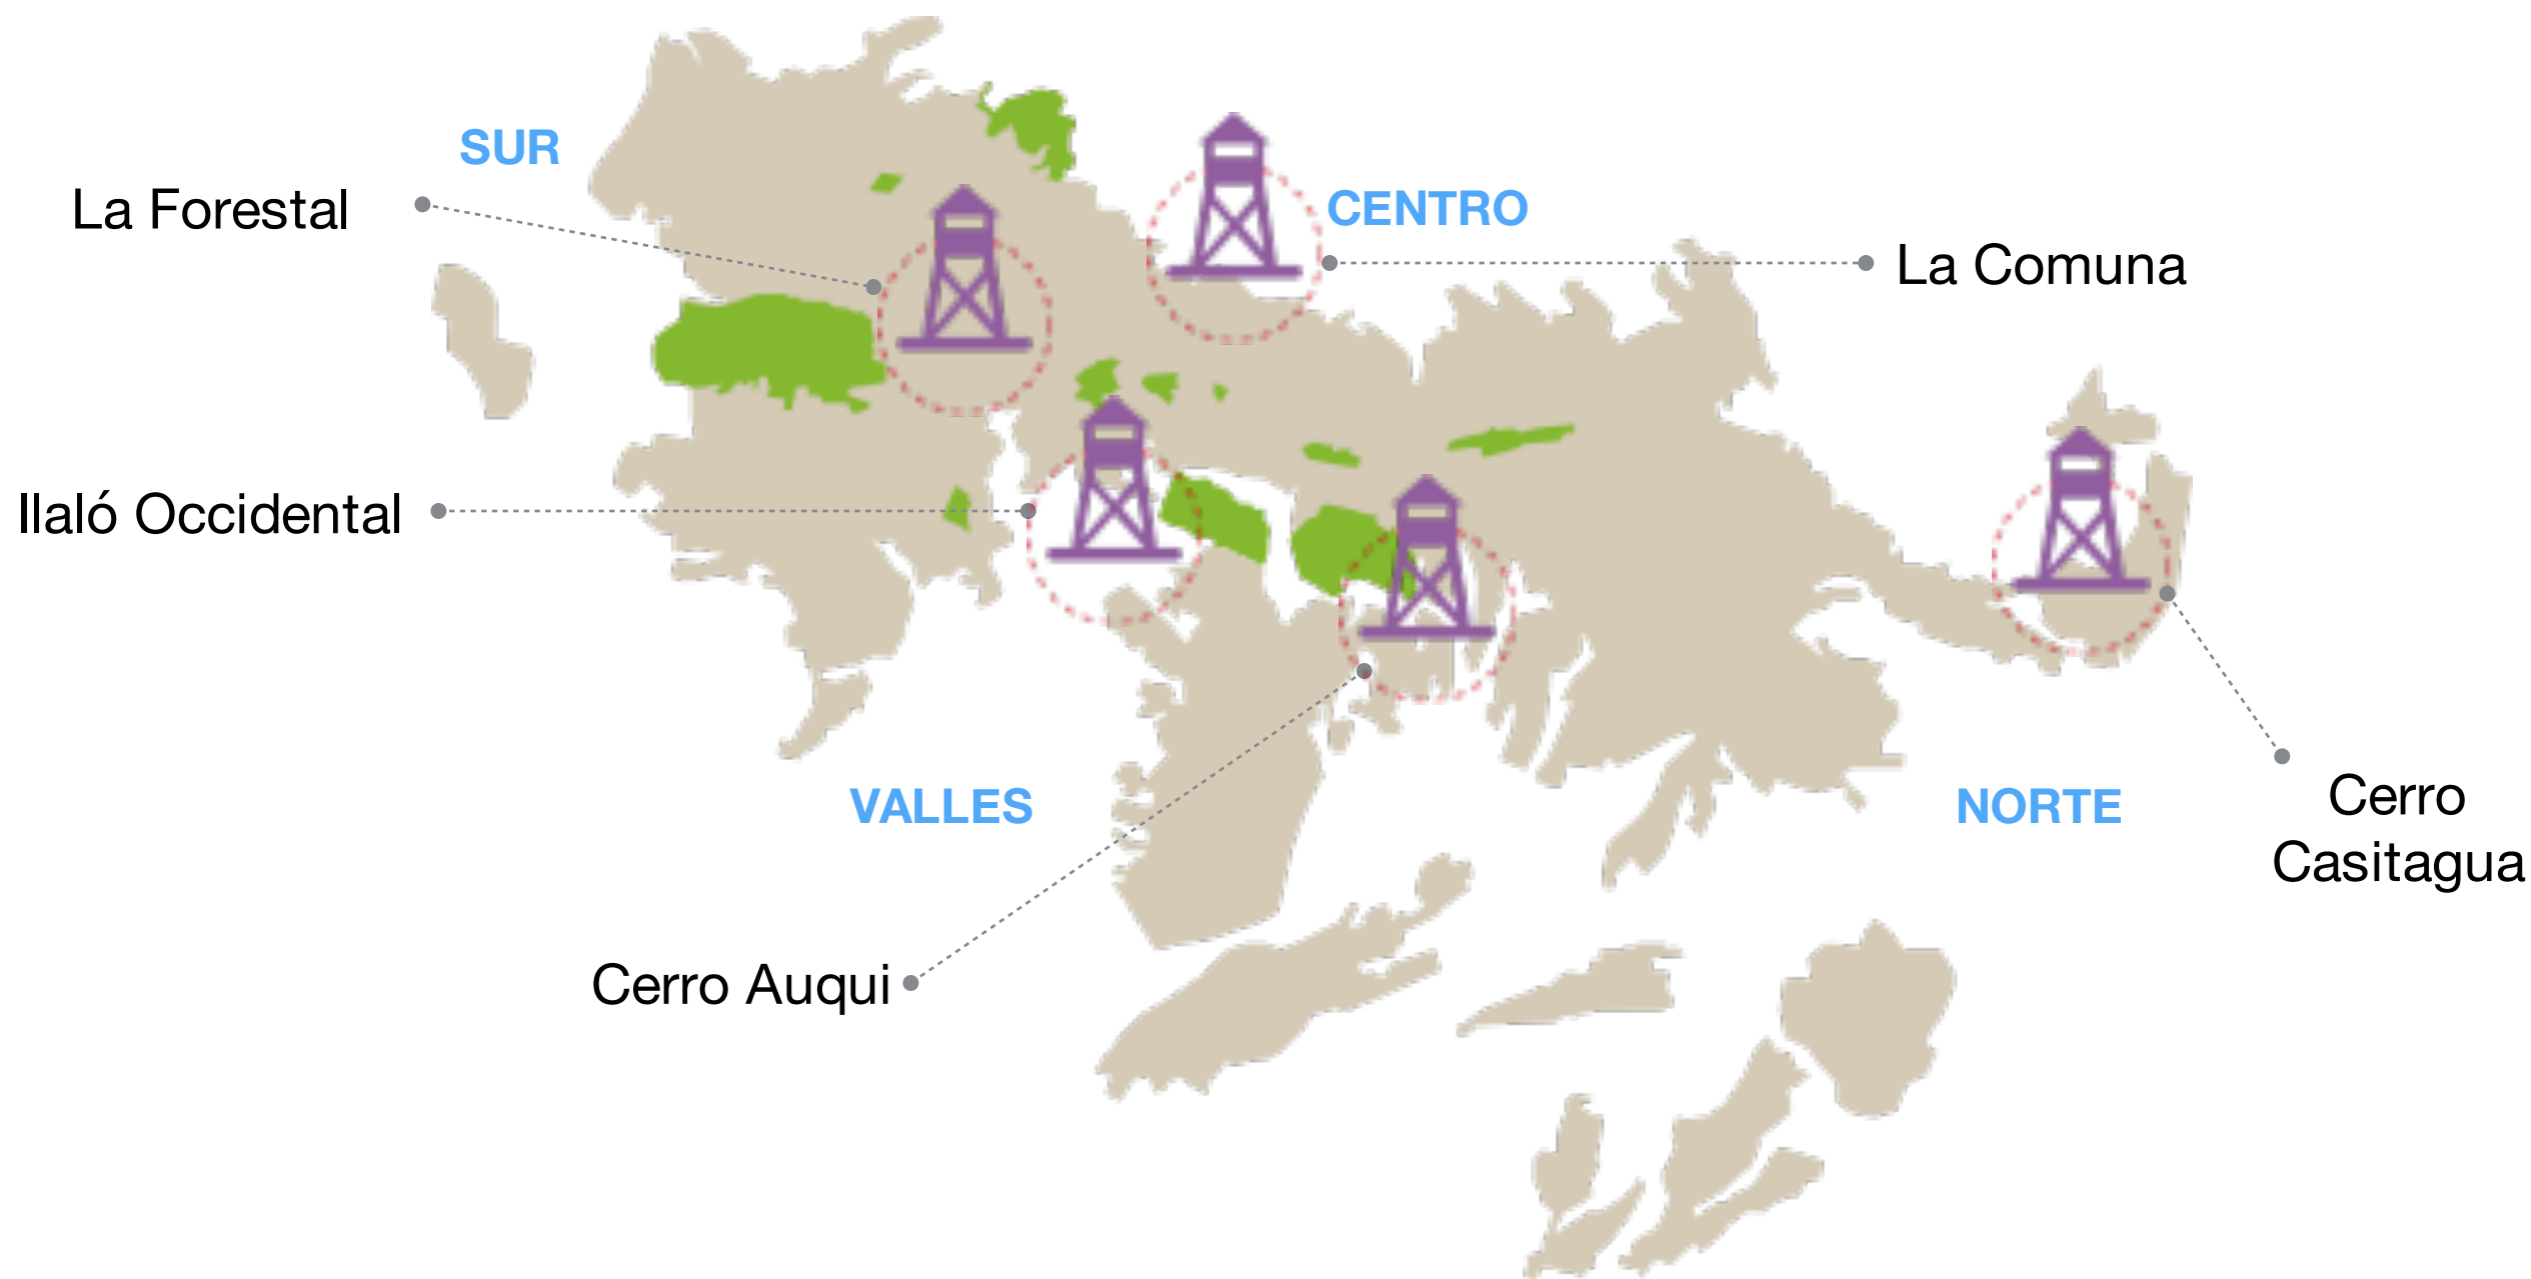 SUR
La Forestal
CENTRO
La Comuna
Ilaló Occidental
VALLES
NORTE
Cerro
Casitagua
Cerro Auqui